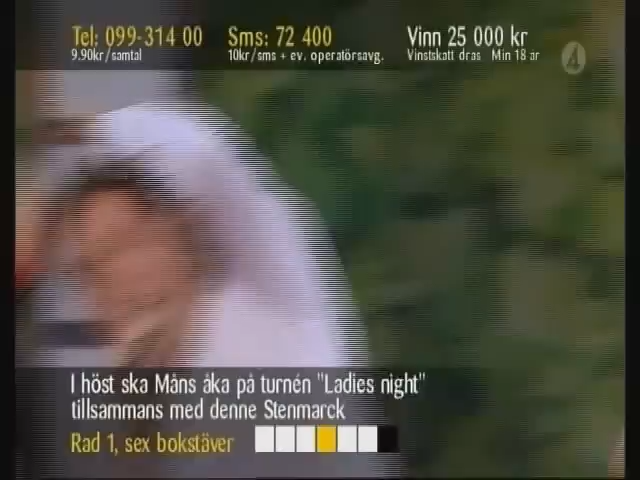 Tel: 099-314 00 Sms: 72 400 Vinn 25 000 kr
9.90kr/samtal 10kr/sms + ev. operatörsavg. Vinstskatt dras Min 18 år
4
I höst ska Måns åka på turnén "Ladies night"
tillsammans med denne Stenmarck
Rad 1, sex bokstäver